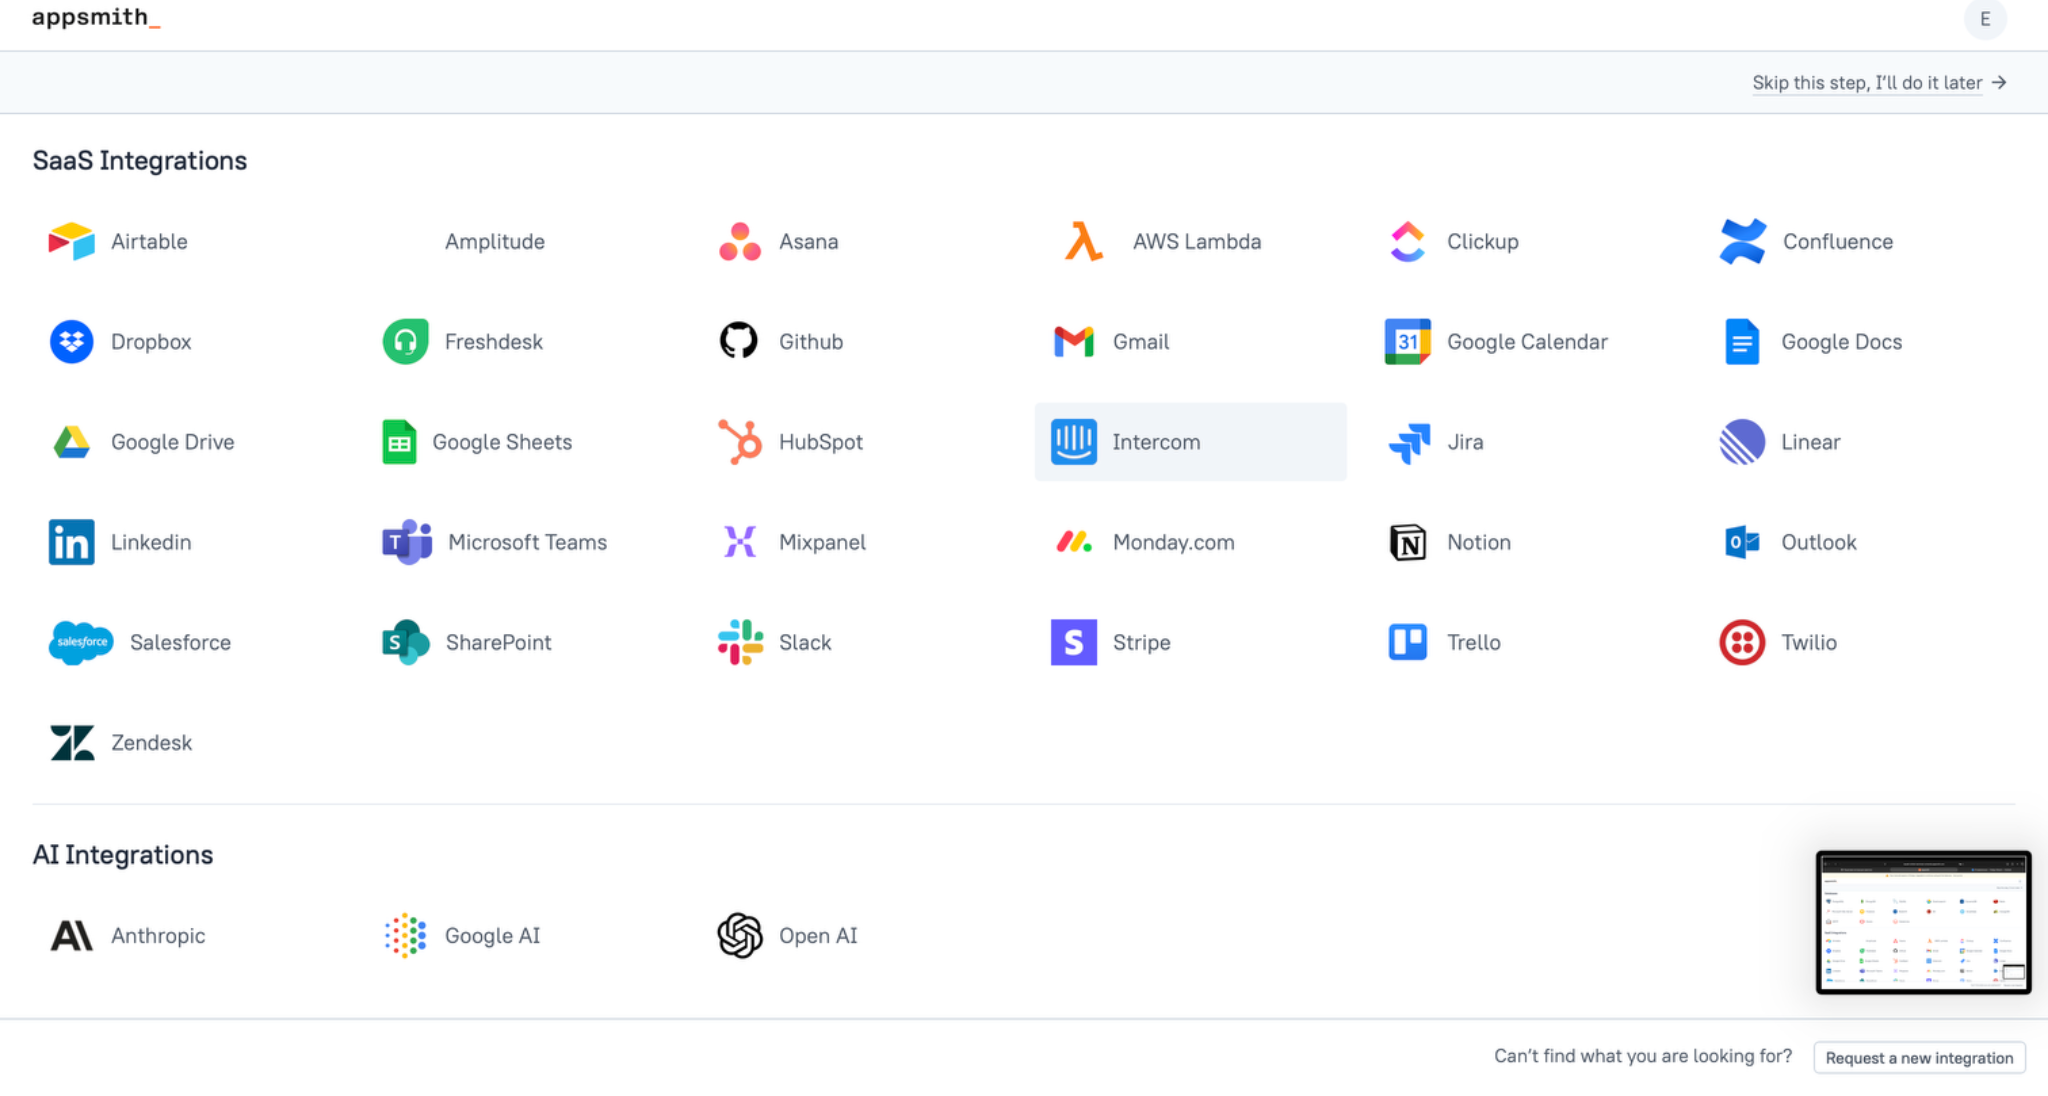 appsmith_
E
Skip this step, I'll do it later →
SaaS Integrations
Airtable
Amplitude
Asana
AWS Lambda
Clickup
Confluence
Dropbox
Freshdesk
Github
Gmail
31
Google Calendar
Google Docs
Google Drive
Google Sheets
HubSpot
Intercom
Jira
Linear
in
Linkedin
T
Microsoft Teams
Mixpanel
Monday.com
N
Notion
O
Outlook
salesforce
Salesforce
S
SharePoint
Slack
S
Stripe
Trello
Twilio
Zendesk
AI Integrations
Anthropic
Google AI
Open AI
Can't find what you are looking for?
Request a new integration